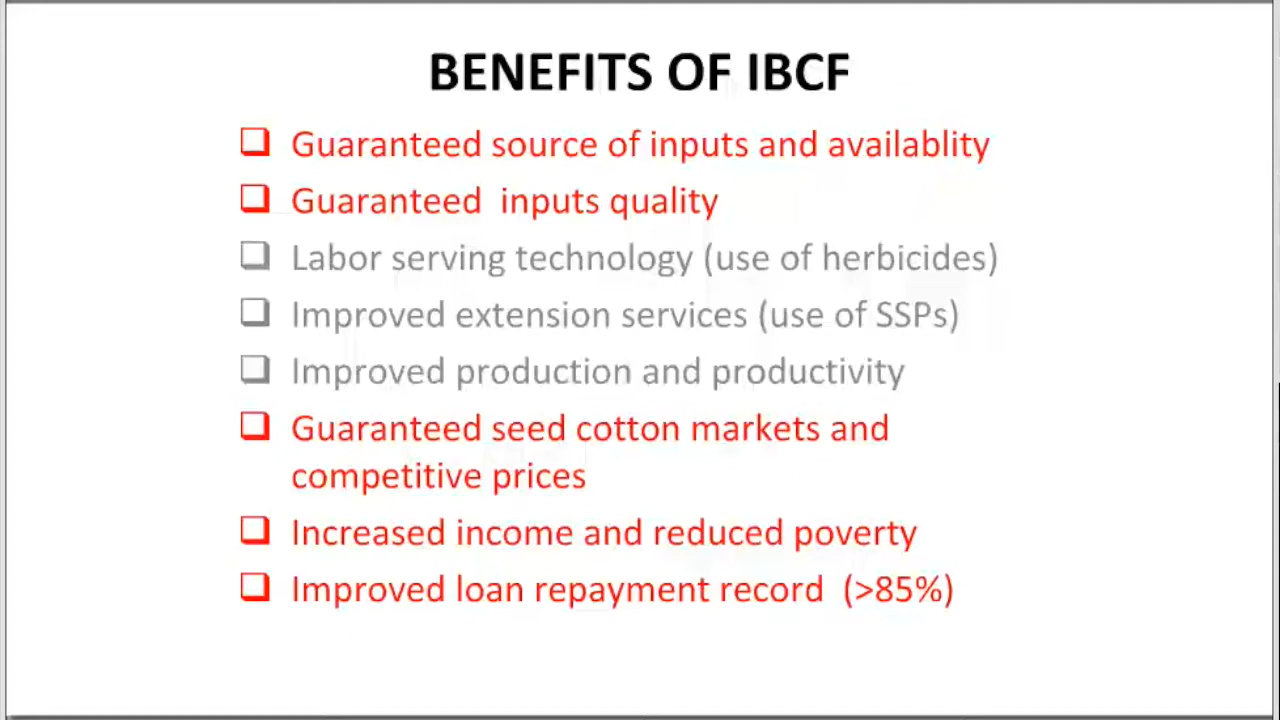 BENEFITS OF IBCF
❑ Guaranteed source of inputs and availablity
❑ Guaranteed  inputs quality
❑ Labor serving technology (use of herbicides)
❑ Improved extension services (use of SSPs)
❑ Improved production and productivity
❑ Guaranteed seed cotton markets and
competitive prices
❑ Increased income and reduced poverty
❑ Improved loan repayment record  (>85%)